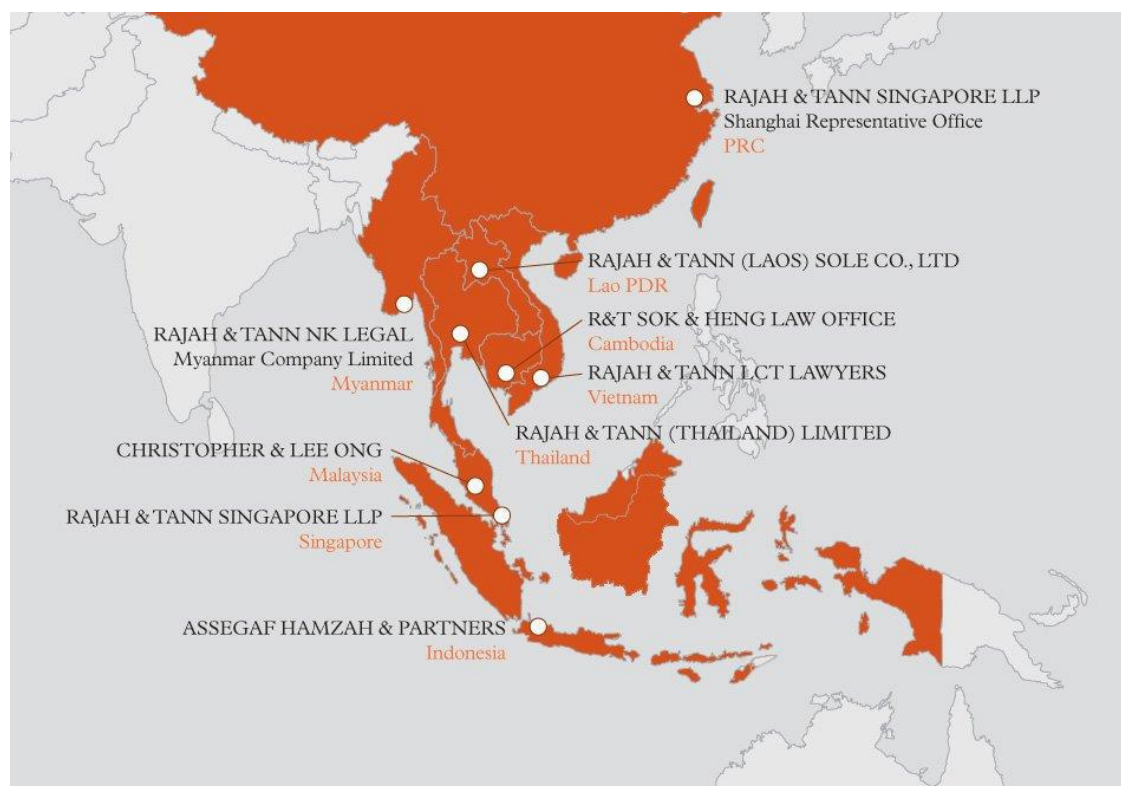 RAJAH & TANN SINGAPORE LLP
Shanghai Representative Office
PRC
RAJAH & TANN (LAOS) SOLE CO., LTD
Lao PDR
R&T SOK & HENG LAW OFFICE
Cambodia
RAJAH & TANN NK LEGAL
Myanmar Company Limited
Myanmar
RAJAH & TANN LCT LAWYERS
Vietnam
RAJAH & TANN (THAILAND) LIMITED
Thailand
CHRISTOPHER & LEE ONG
Malaysia
RAJAH & TANN SINGAPORE LLP
Singapore
ASSEGAF HAMZAH & PARTNERS
Indonesia